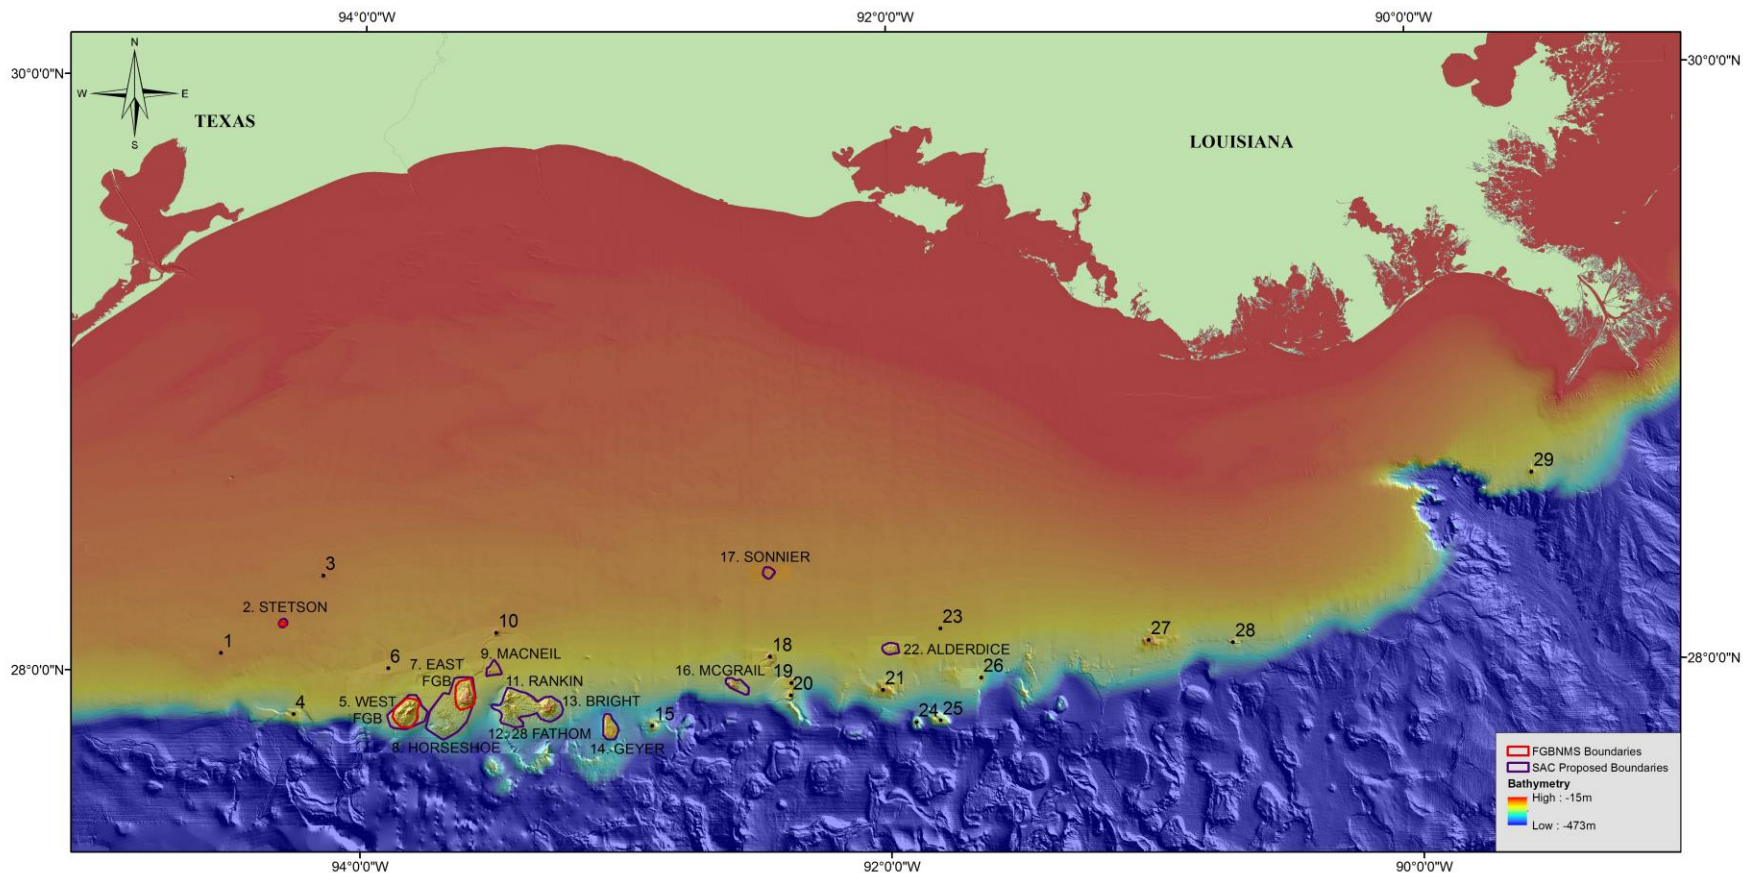 94°0'0"W
92°0'0"W
90°0'0"W
30°0'0"N
30°0'0"N
N
W
E
S
TEXAS
LOUISIANA
29
3
17. SONNIER
2. STETSON
1
10
23
27
28
6
9. MACNEIL
18
22. ALDERDICE
28°0'0"N
28°0'0"N
7. EAST
FGB
16. MCGRAIL
19
26
11. RANKIN
20
21
5. WEST
FGB
13. BRIGHT
4
15
24
25
12. 28 FATHOM
8. HORSESHOE
14. GEYER
FGBNMS Boundaries
SAC Proposed Boundaries
Bathymetry
High : -15m
Low : -473m
94°0'0"W
92°0'0"W
90°0'0"W